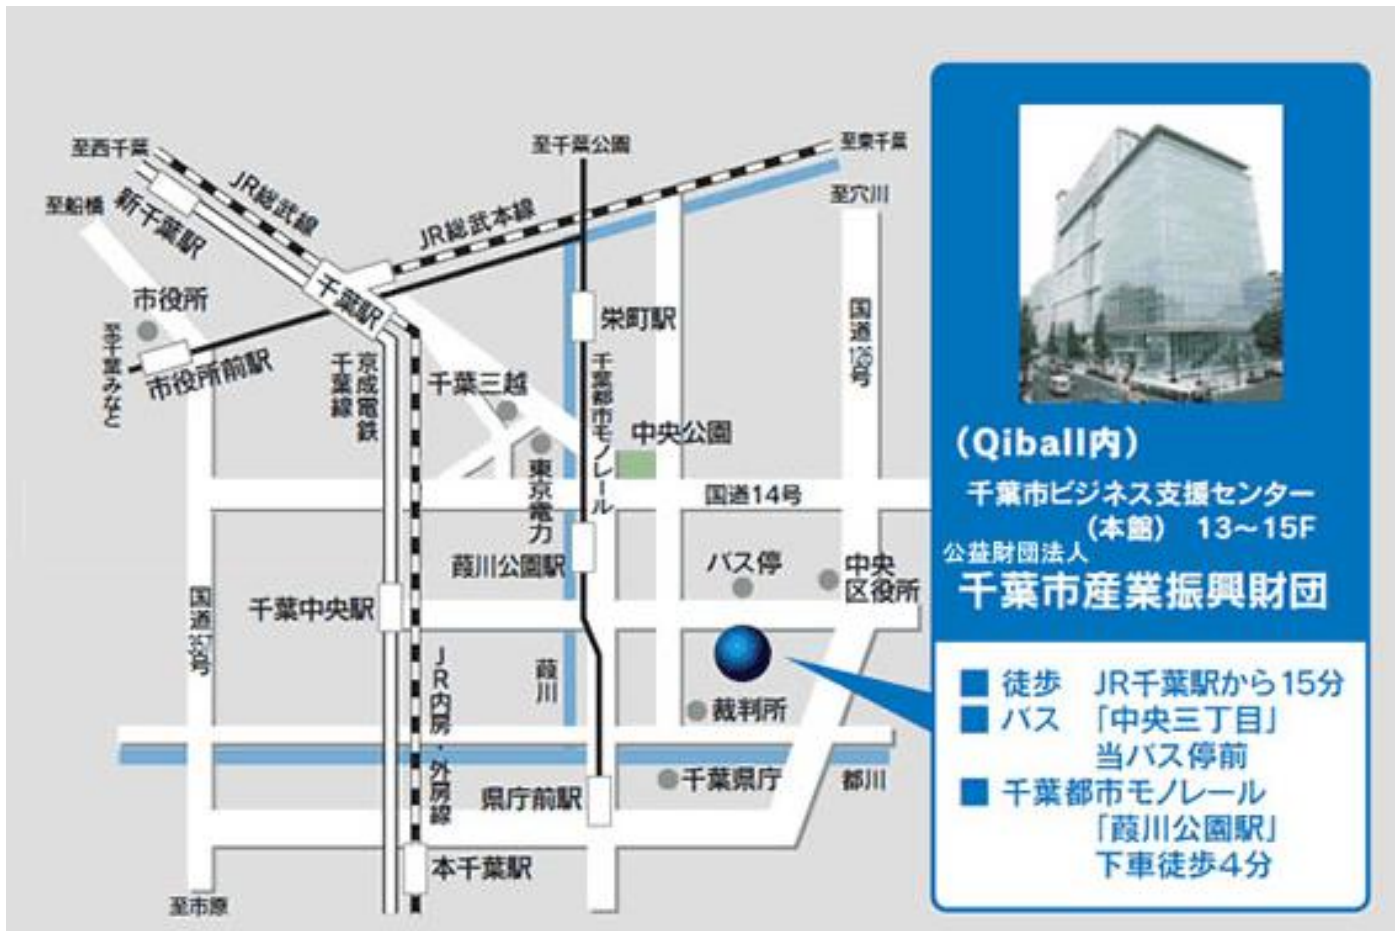 至西千葉
至千葉公園
至東千葉
至船橋
新千葉駅
JR総武線
JR総武本線
至穴川
市役所
千葉駅
栄町駅
国道126号
至千葉みなと
市役所前駅
京成電鉄
千葉線
千葉三越
千葉都市モノレール
中央公園
東京電力
国道14号
葭川公園駅
バス停
中央
区役所
国道357号
千葉中央駅
JR内房・外房線
葭川
裁判所
県庁前駅
千葉県庁
都川
本千葉駅
至市原
(Qiball内)
千葉市ビジネス支援センター
(本館) 13～15F
公益財団法人
千葉市産業振興財団
■ 徒歩 JR千葉駅から15分
■ バス 「中央三丁目」
当バス停前
■ 千葉都市モノレール
「葭川公園駅」
下車徒歩4分